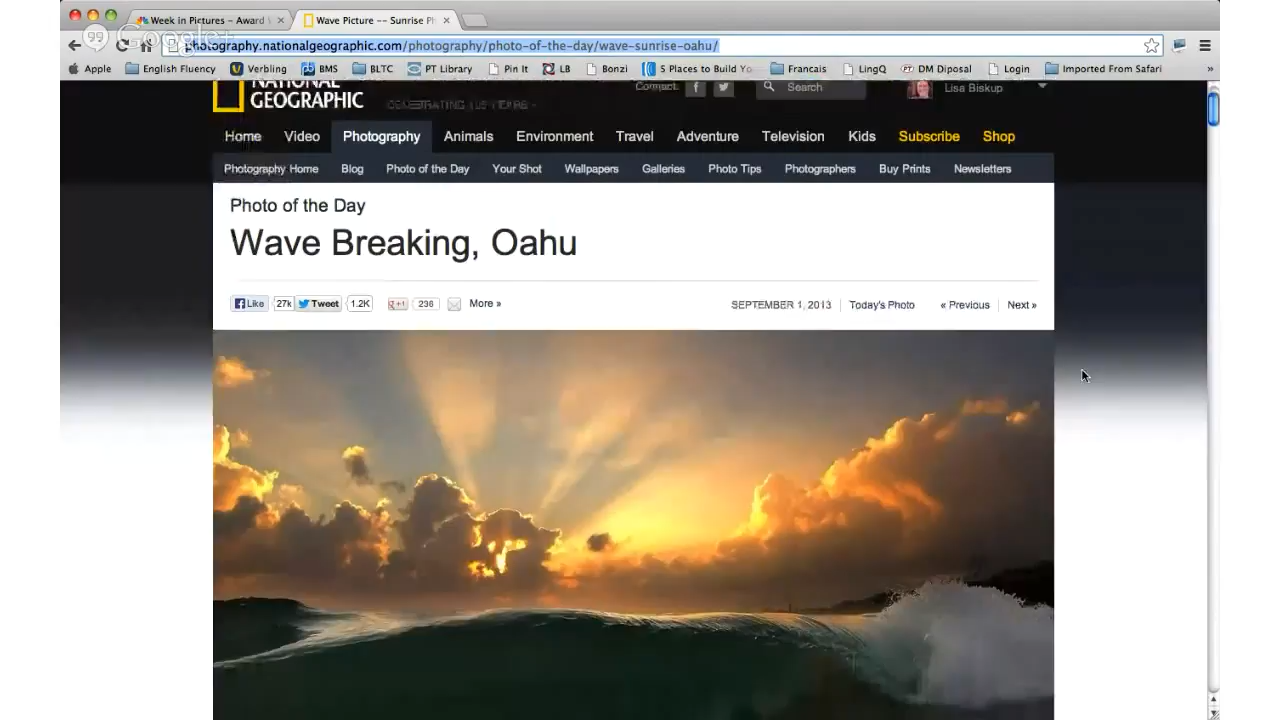 Week in Pictures – Award
Wave Picture -- Sunrise Ph
Google+
photography.nationalgeographic.com/photography/photo-of-the-day/wave-sunrise-oahu/
Apple English Fluency Verbling BMS BLTC PT Library Pin It LB Bonzi 5 Places to Build Yo Francais LingQ DM Diposal Login Imported From Safari »
NATIONAL
GEOGRAPHIC
Contact
Search
Lisa Biskup
Home Video Photography Animals Environment Travel Adventure Television Kids Subscribe Shop
Photography Home Blog Photo of the Day Your Shot Wallpapers Galleries Photo Tips Photographers Buy Prints Newsletters
Photo of the Day
Wave Breaking, Oahu
Like 27k Tweet 1.2K +1 236 More » SEPTEMBER 1, 2013 Today's Photo « Previous Next »